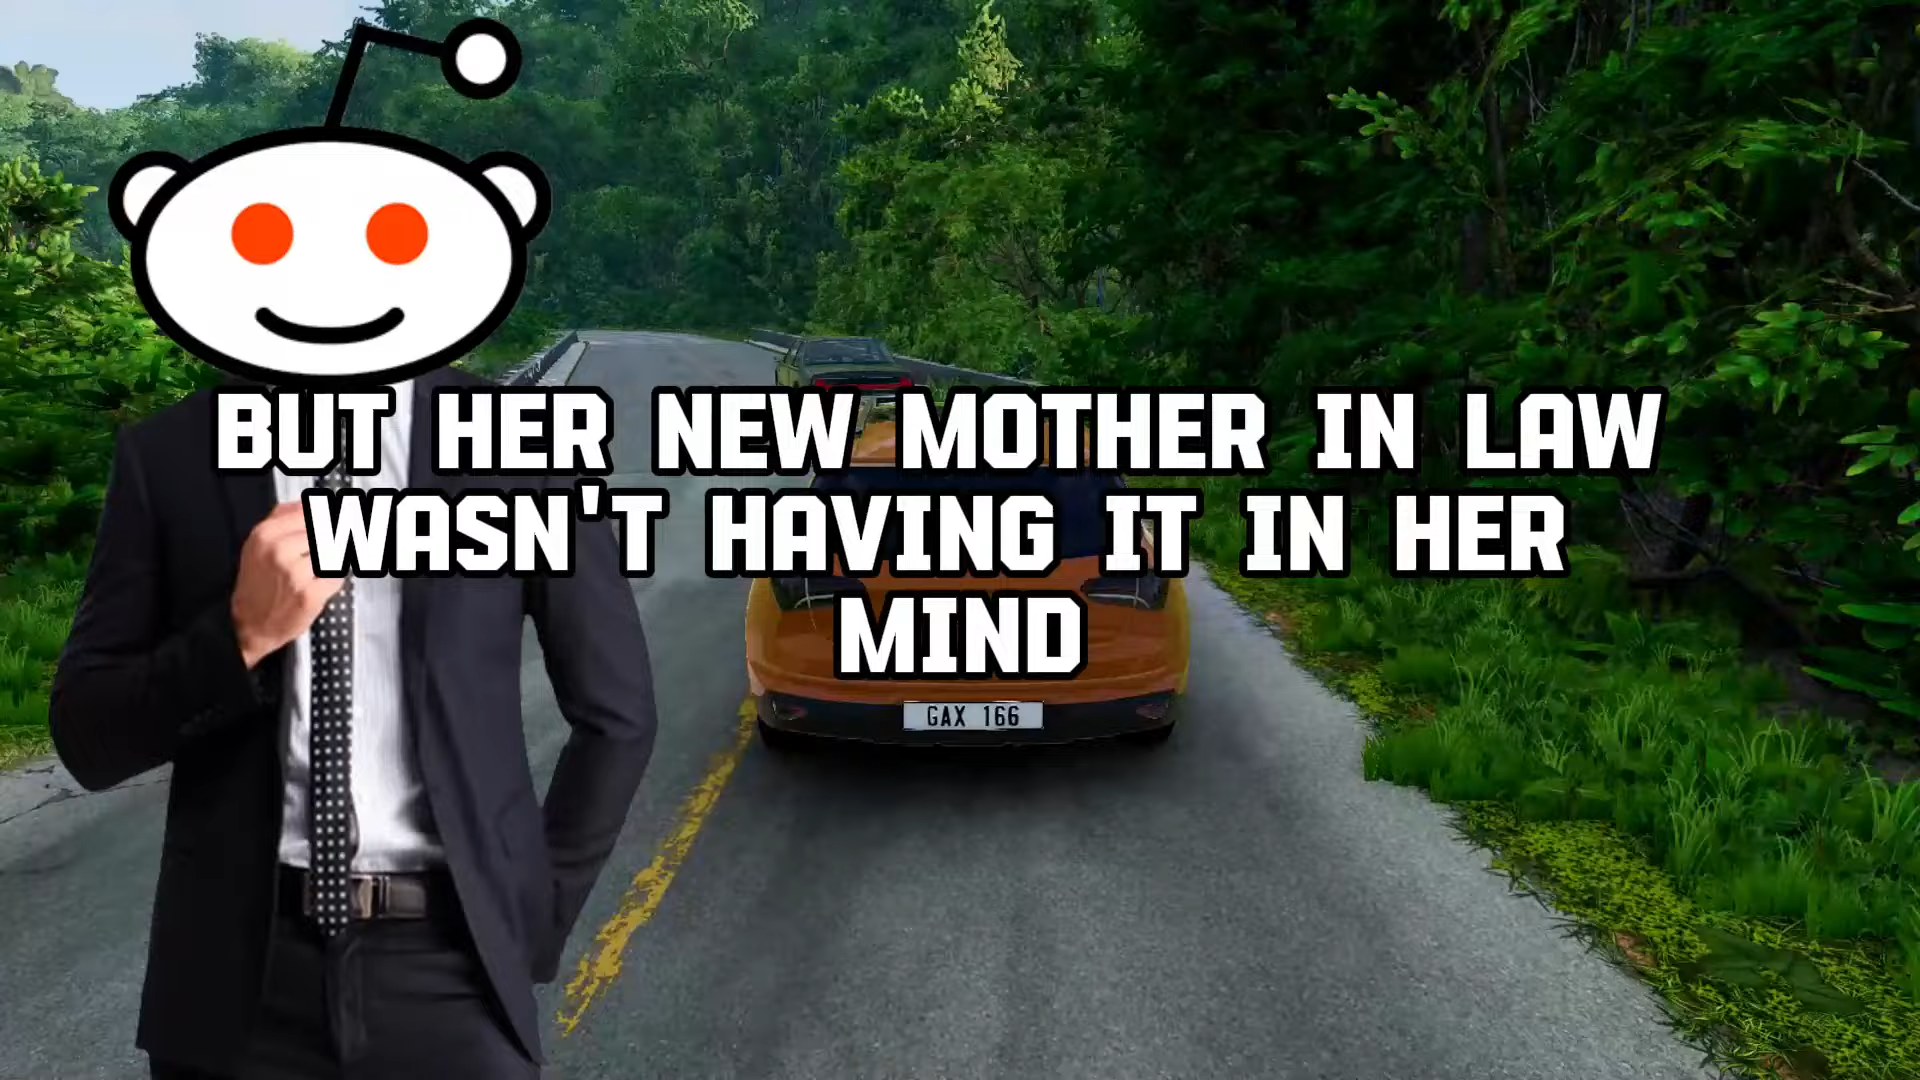 BUT HER NEW MOTHER IN LAW
WASN'T HAVING IT IN HER
MIND
GAX 166